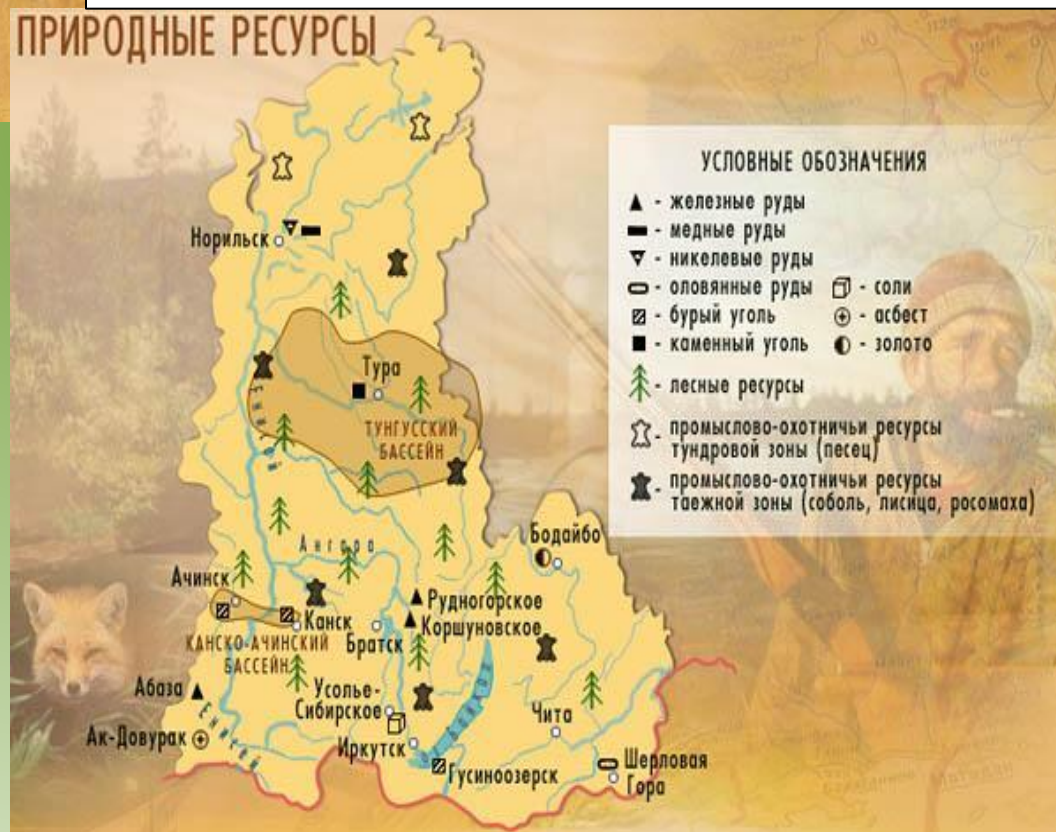 ПРИРОДНЫЕ РЕСУРСЫ
УСЛОВНЫЕ ОБОЗНАЧЕНИЯ
- железные руды
- медные руды
- никелевые руды
- оловянные руды
- соли
- бурый уголь
- асбест
- каменный уголь
- золото
- лесные ресурсы
- промыслово-охотничьи ресурсы
тундровой зоны (песец)
- промыслово-охотничьи ресурсы
таежной зоны (соболь, лисица, росомаха)
Норильск
Тура
Енисей
ТУНГУССКИЙ
БАССЕЙН
Ангара
Бодайбо
Ачинск
Рудногорское
Канск
Братск
Коршуновское
КАНСКО-АЧИНСКИЙ
БАССЕЙН
Абаза
Усолье-
Сибирское
Енисей
Ак-Довурак
Иркутск
Чита
Гусиноозерск
Шерловая
Гора